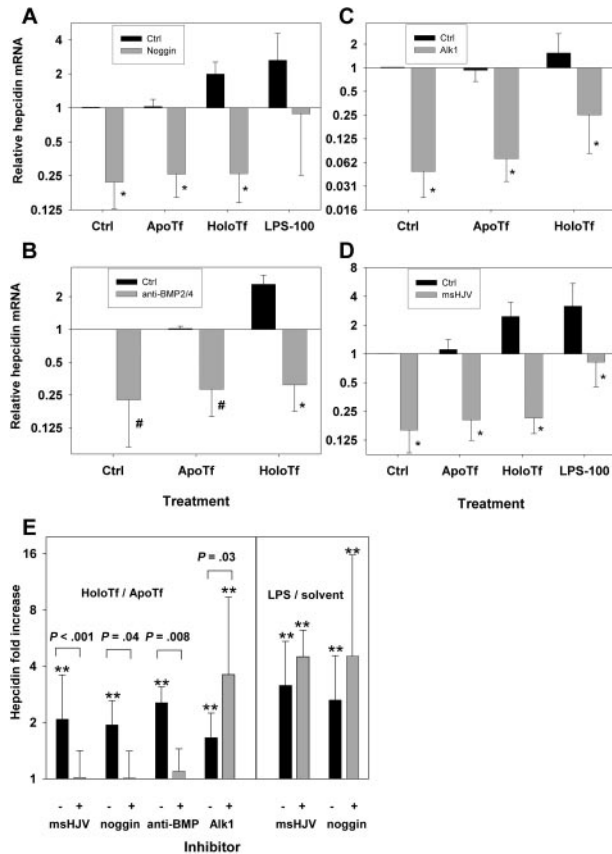 A
Relative hepcidin mRNA
4
2
1
0.5
0.25
0.125
Ctrl
Noggin
*
*
*
Ctrl ApoTf HoloTf LPS-100
C
4
2
1
0.5
0.25
0.125
0.062
0.031
0.016
Ctrl
Alk1
*
*
*
Ctrl ApoTf HoloTf
B
Relative hepcidin mRNA
2
1
0.5
0.25
0.125
Ctrl
anti-BMP2/4
#
#
*
Ctrl ApoTf HoloTf
Treatment
D
8
4
2
1
0.5
0.25
0.125
Ctrl
msHJV
*
*
*
*
Ctrl ApoTf HoloTf LPS-100
Treatment
E
Hepcidin fold increase
16
8
4
2
1
HoloTf / ApoTf
P < .001
P = .04
P = .008
P = .03
**
**
**
**
**
LPS / solvent
**
**
**
**
- + - + - + - + - + - +
msHJV noggin anti-BMP Alk1 msHJV noggin
Inhibitor